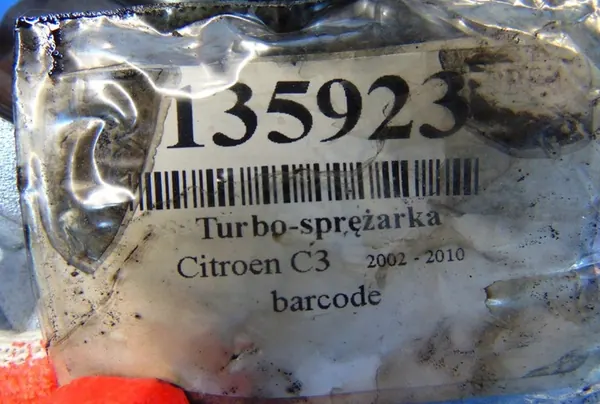 135923
Turbo-sprężarka
Citroen C3 2002 - 2010
barcode